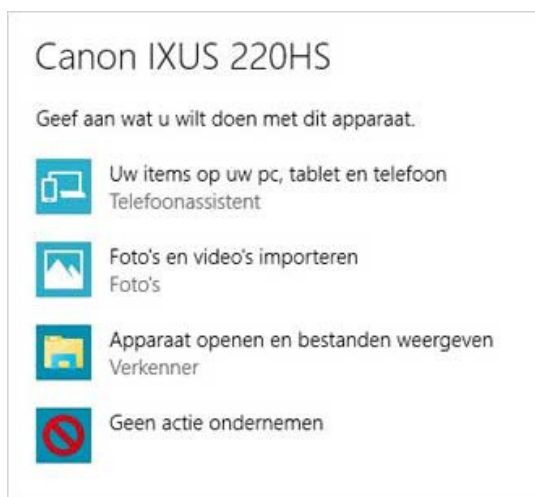 Canon IXUS 220HS
Geef aan wat u wilt doen met dit apparaat.
Uw items op uw pc, tablet en telefoon
Telefoonassistent
Foto's en video's importeren
Foto's
Apparaat openen en bestanden weergeven
Verkenner
Geen actie ondernemen